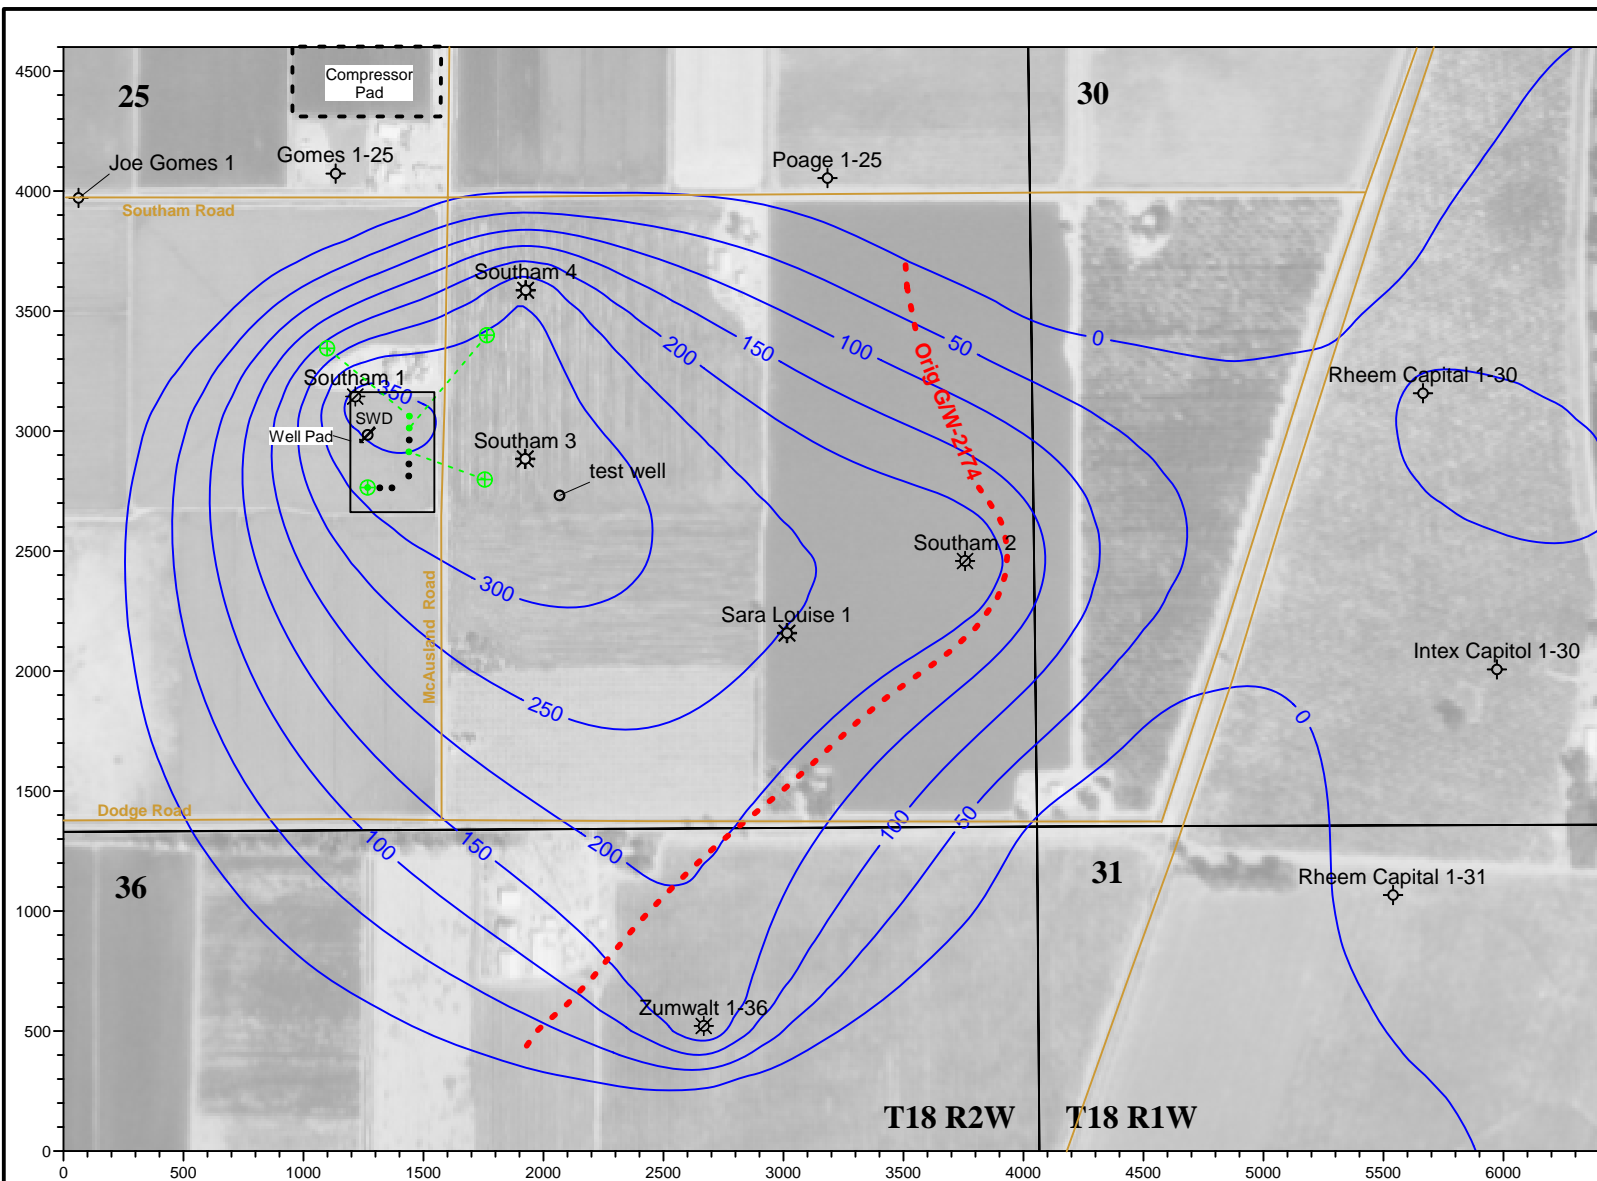 4500
4000
3500
3000
2500
2000
1500
1000
500
0
0
500
1000
1500
2000
2500
3000
3500
4000
4500
5000
5500
6000
25
Compressor
Pad
30
Joe Gomes 1
Gomes 1-25
Poage 1-25
Southam Road
Southam 4
200
150
100
50
0
Orig G/W-2174
Southam 1
350
SWD
Well Pad
Southam 3
test well
Rheem Capital 1-30
Southam 2
300
Sara Louise 1
McAusland Road
Intex Capitol 1-30
250
0
Dodge Road
100
150
200
100
50
36
31
Rheem Capital 1-31
Zumwalt 1-36
T18 R2W
T18 R1W